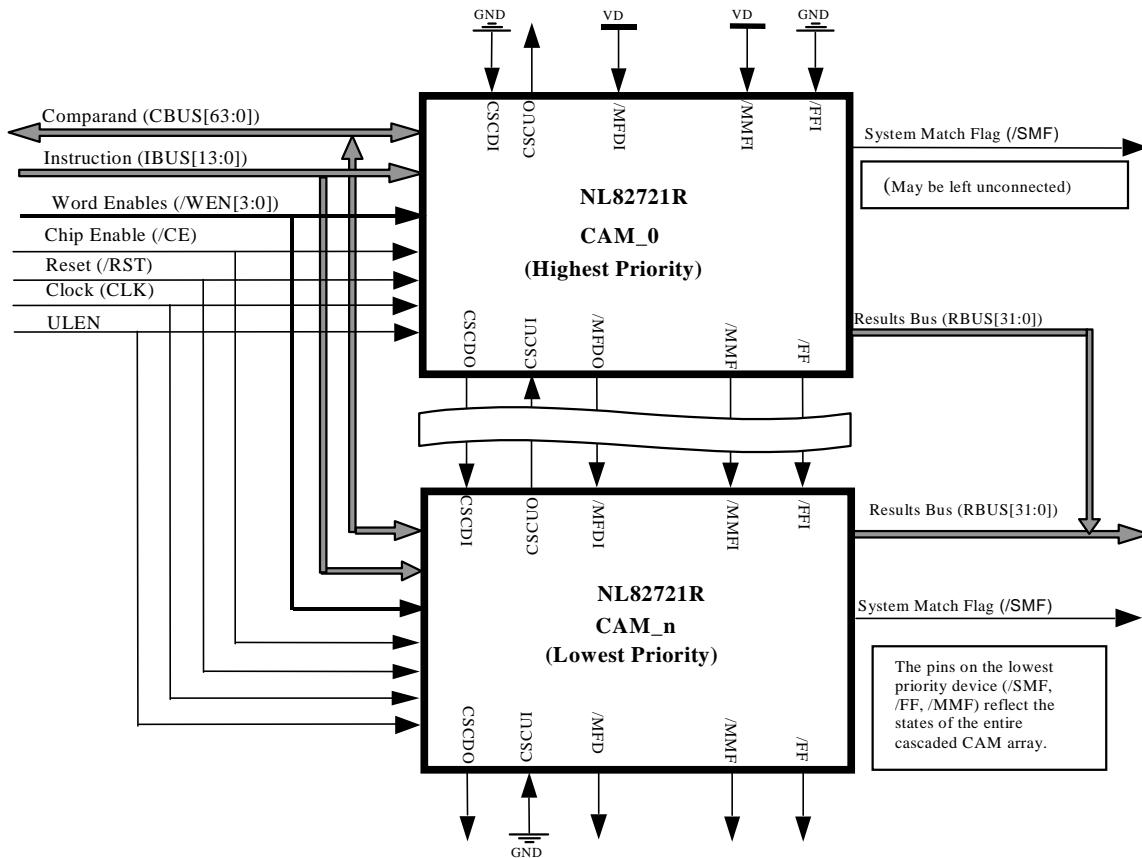 GND
VD
VD
GND
Comparand (CBUS[63:0])
Instruction (IBUS[13:0])
Word Enables (/WEN[3:0])
Chip Enable (/CE)
Reset (/RST)
Clock (CLK)
ULEN
CSCDI
CSCUO
/MFDI
/MMFI
/FFI
NL82721R
CAM_0
(Highest Priority)
CSCDO
CSCUI
/MFDO
/MMF
/FF
System Match Flag (/SMF)
(May be left unconnected)
Results Bus (RBUS[31:0])
CSCDI
CSCUO
/MFDI
/MMFI
/FFI
NL82721R
CAM_n
(Lowest Priority)
CSCDO
CSCUI
/MFD
/MMF
/FF
Results Bus (RBUS[31:0])
System Match Flag (/SMF)
The pins on the lowest
priority device (/SMF,
/FF, /MMF) reflect the
states of the entire
cascaded CAM array.
GND